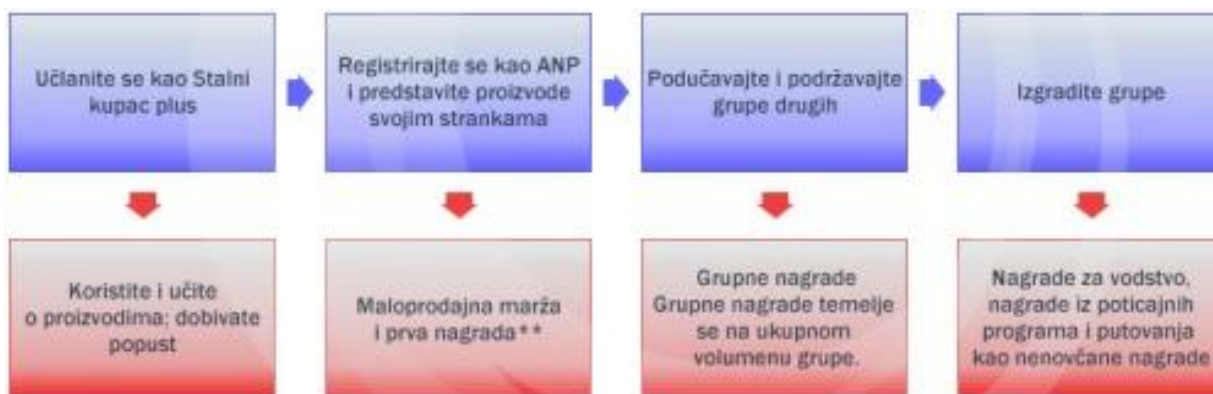 Učlanite se kao Stalni
kupac plus
Registrirajte se kao ANP
i predstavite proizvode
svojim strankama
Podučavajte i podržavajte
grupe drugih
Izgradite grupe
Koristite i učite
o proizvodima; dobivate
popust
Maloprodajna marža
i prva nagrada**
Grupne nagrade
Grupne nagrade temelje
se na ukupnom
volumenu grupe.
Nagrade za vodstvo,
nagrade iz poticajnih
programa i putovanja
kao nenovčane nagrade